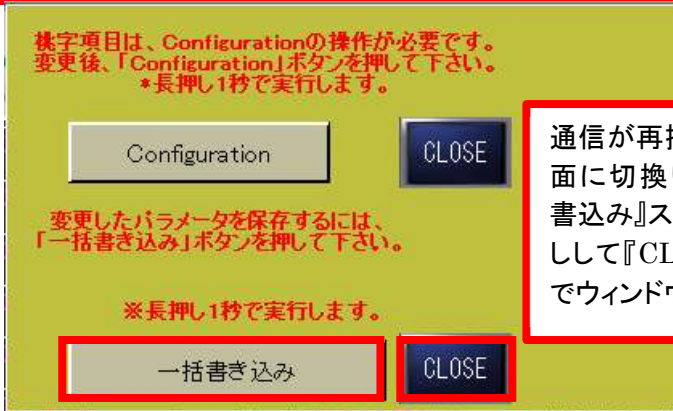 桃字項目は、Configurationの操作が必要です。
変更後、「Configuration」ボタンを押して下さい。
*長押し1秒で実行します。
Configuration
CLOSE
変更したパラメータを保存するには、
「一括書き込み」ボタンを押して下さい。
※長押し1秒で実行します。
一括書き込み
CLOSE
通信が再
面に切換
書込み』ス
しして『CL
でウィンドウ